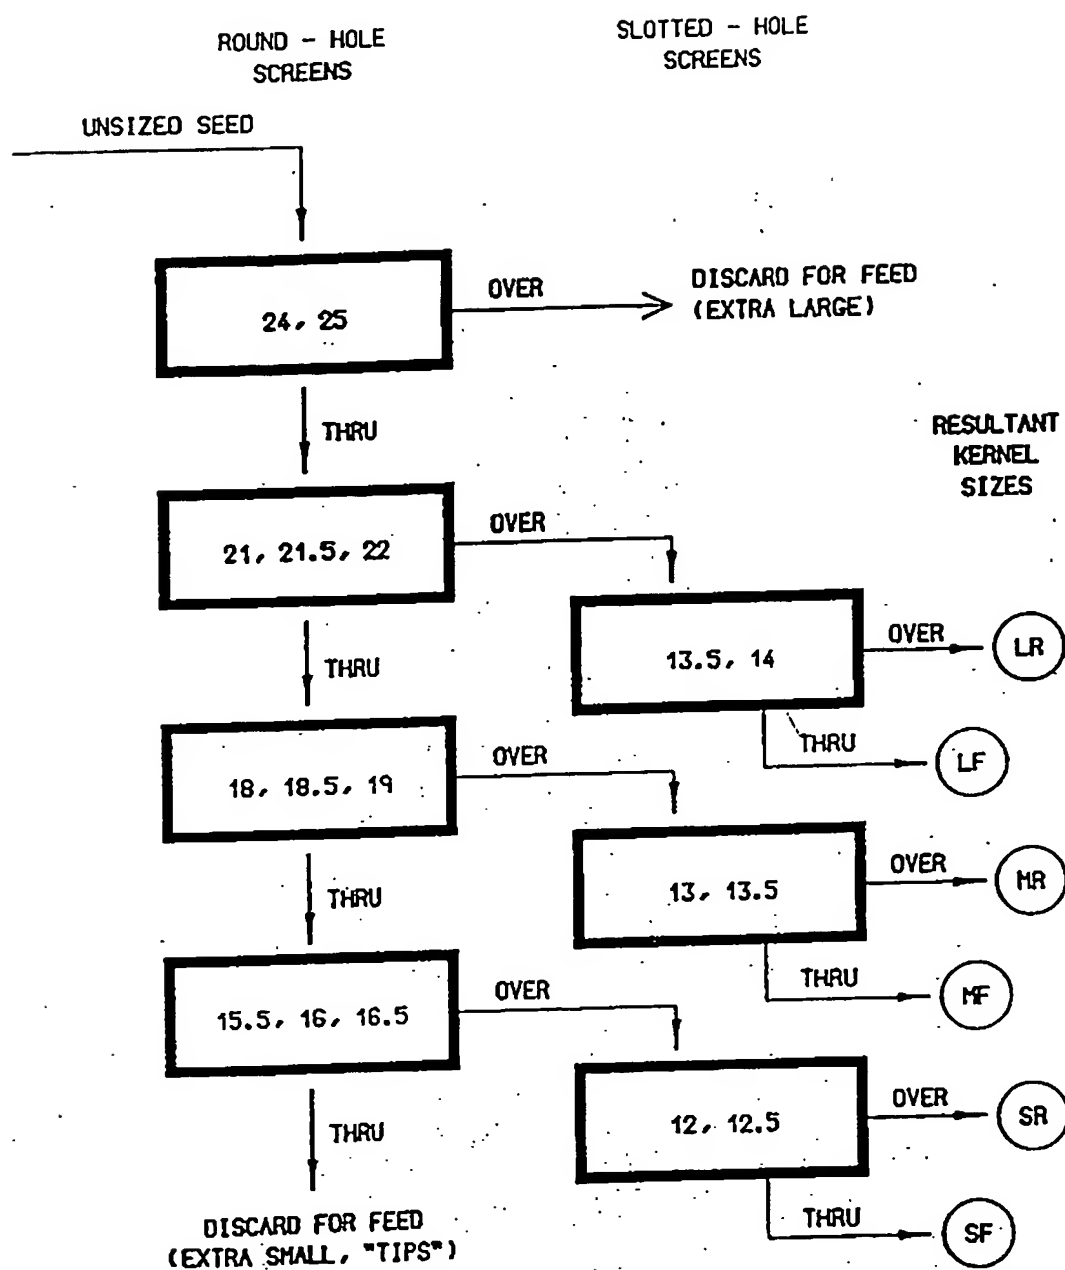 ROUND - HOLE
SCREENS
SLOTTED - HOLE
SCREENS
UNSIZED SEED
24, 25
OVER
DISCARD FOR FEED
(EXTRA LARGE)
THRU
RESULTANT
KERNEL
SIZES
21, 21.5, 22
OVER
13.5, 14
OVER
LR
THRU
THRU
LF
18, 18.5, 19
OVER
13, 13.5
OVER
MR
THRU
THRU
MF
15.5, 16, 16.5
OVER
12, 12.5
OVER
SR
THRU
THRU
SF
DISCARD FOR FEED
(EXTRA SMALL, "TIPS")